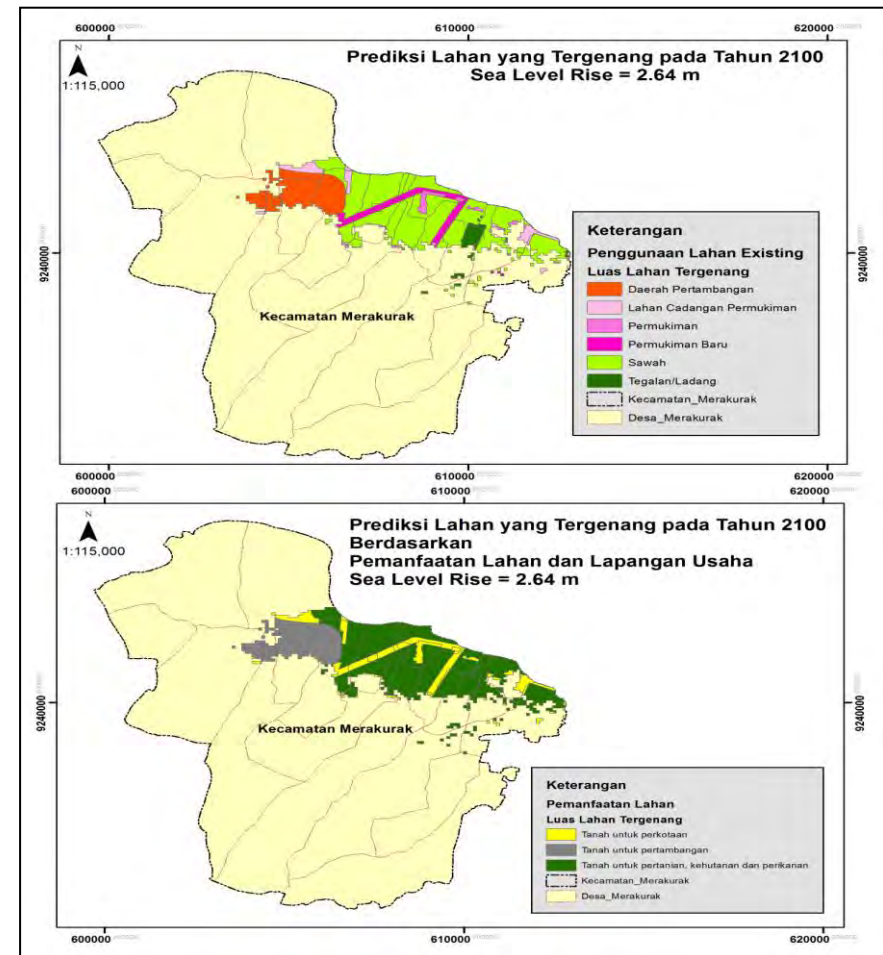 600000
610000
620000
N
1:115,000
Prediksi Lahan yang Tergenang pada Tahun 2100
Sea Level Rise = 2.64 m
9240000
9240000
Kecamatan Merakurak
Keterangan
Penggunaan Lahan Existing
Luas Lahan Tergenang
Daerah Pertambangan
Lahan Cadangan Permukiman
Permukiman
Permukiman Baru
Sawah
Tegalan/Ladang
Kecamatan_Merakurak
Desa_Merakurak
600000
610000
620000
600000
610000
620000
N
1:115,000
Prediksi Lahan yang Tergenang pada Tahun 2100
Berdasarkan
Pemanfaatan Lahan dan Lapangan Usaha
Sea Level Rise = 2.64 m
9240000
9240000
Kecamatan Merakurak
Keterangan
Pemanfaatan Lahan
Luas Lahan Tergenang
Tanah untuk perkotaan
Tanah untuk pertambangan
Tanah untuk pertanian, kehutanan dan perikanan
Kecamatan_Merakurak
Desa_Merakurak
600000
610000
620000